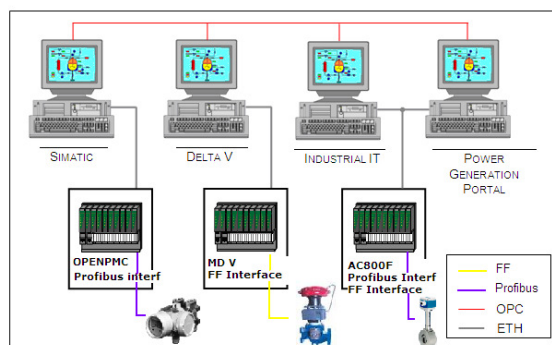 SIMATIC
DELTA V
INDUSTRIAL IT
POWER
GENERATION
PORTAL
OPENPMC
Profibus interf
MD V
FF Interface
AC800F
Profibus Interf
FF Interface
FF
Profibus
OPC
ETH